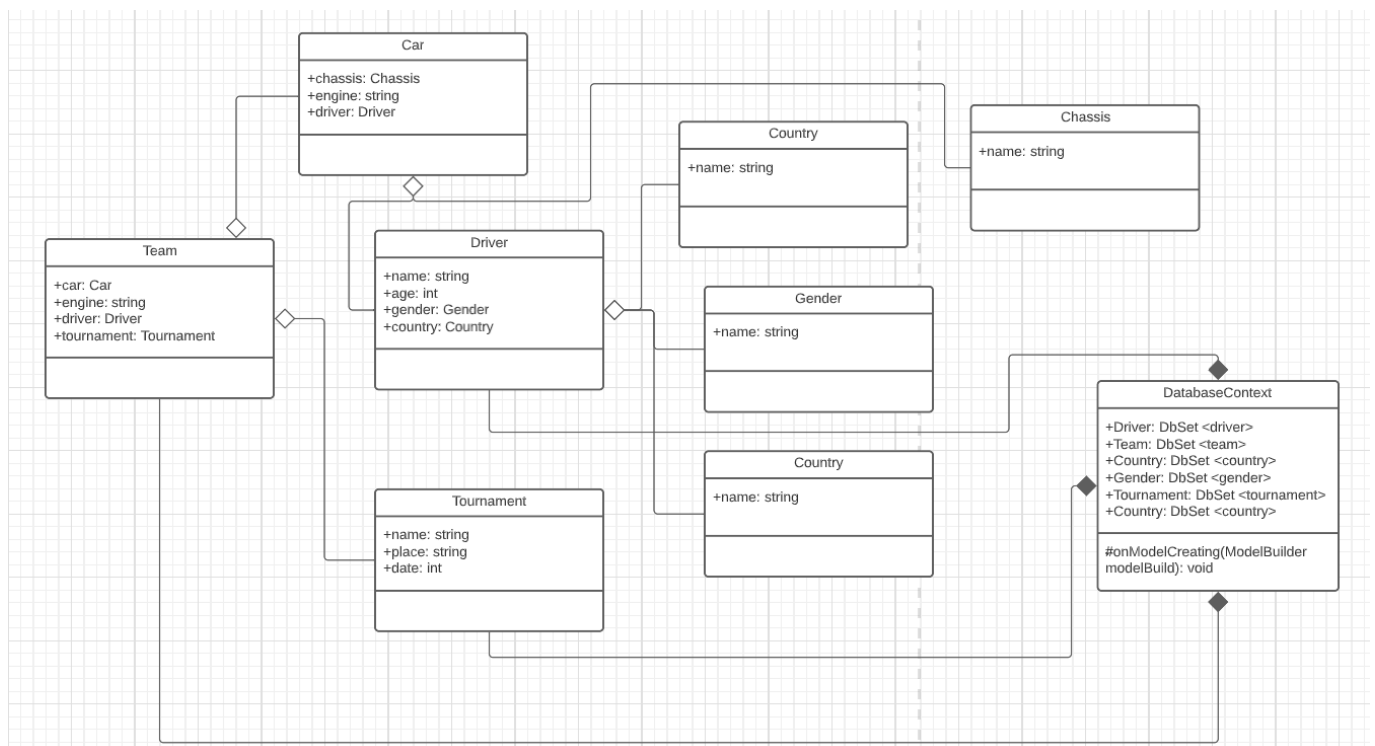 Car
+chassis: Chassis
+engine: string
+driver: Driver
Country
+name: string
Chassis
+name: string
Team
+car: Car
+engine: string
+driver: Driver
+tournament: Tournament
Driver
+name: string
+age: int
+gender: Gender
+country: Country
Gender
+name: string
DatabaseContext
+Driver: DbSet <driver>
+Team: DbSet <team>
+Country: DbSet <country>
+Gender: DbSet <gender>
+Tournament: DbSet <tournament>
+Country: DbSet <country>
#onModelCreating(ModelBuilder
modelBuild): void
Country
+name: string
Tournament
+name: string
+place: string
+date: int